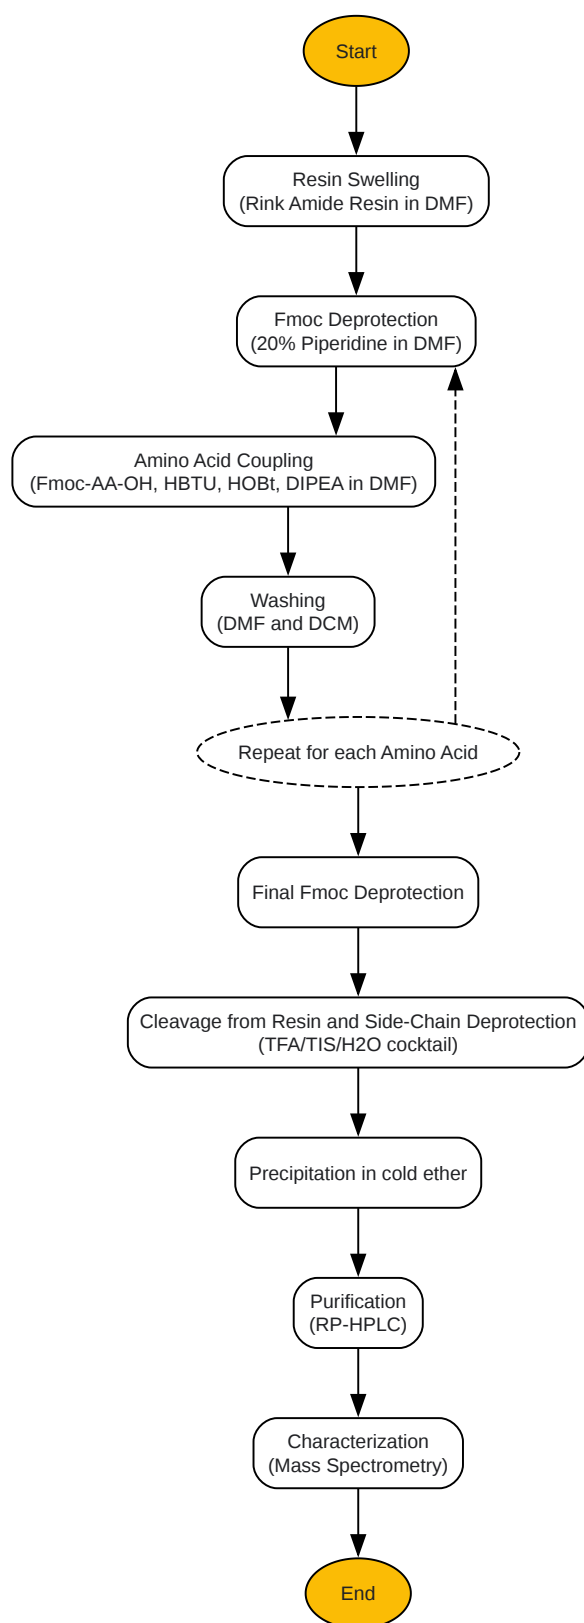 Start
Resin Swelling
(Rink Amide Resin in DMF)
Fmoc Deprotection
(20% Piperidine in DMF)
Amino Acid Coupling
(Fmoc-AA-OH, HBTU, HOBt, DIPEA in DMF)
Washing
(DMF and DCM)
Repeat for each Amino Acid
Final Fmoc Deprotection
Cleavage from Resin and Side-Chain Deprotection
(TFA/TIS/H2O cocktail)
Precipitation in cold ether
Purification
(RP-HPLC)
Characterization
(Mass Spectrometry)
End